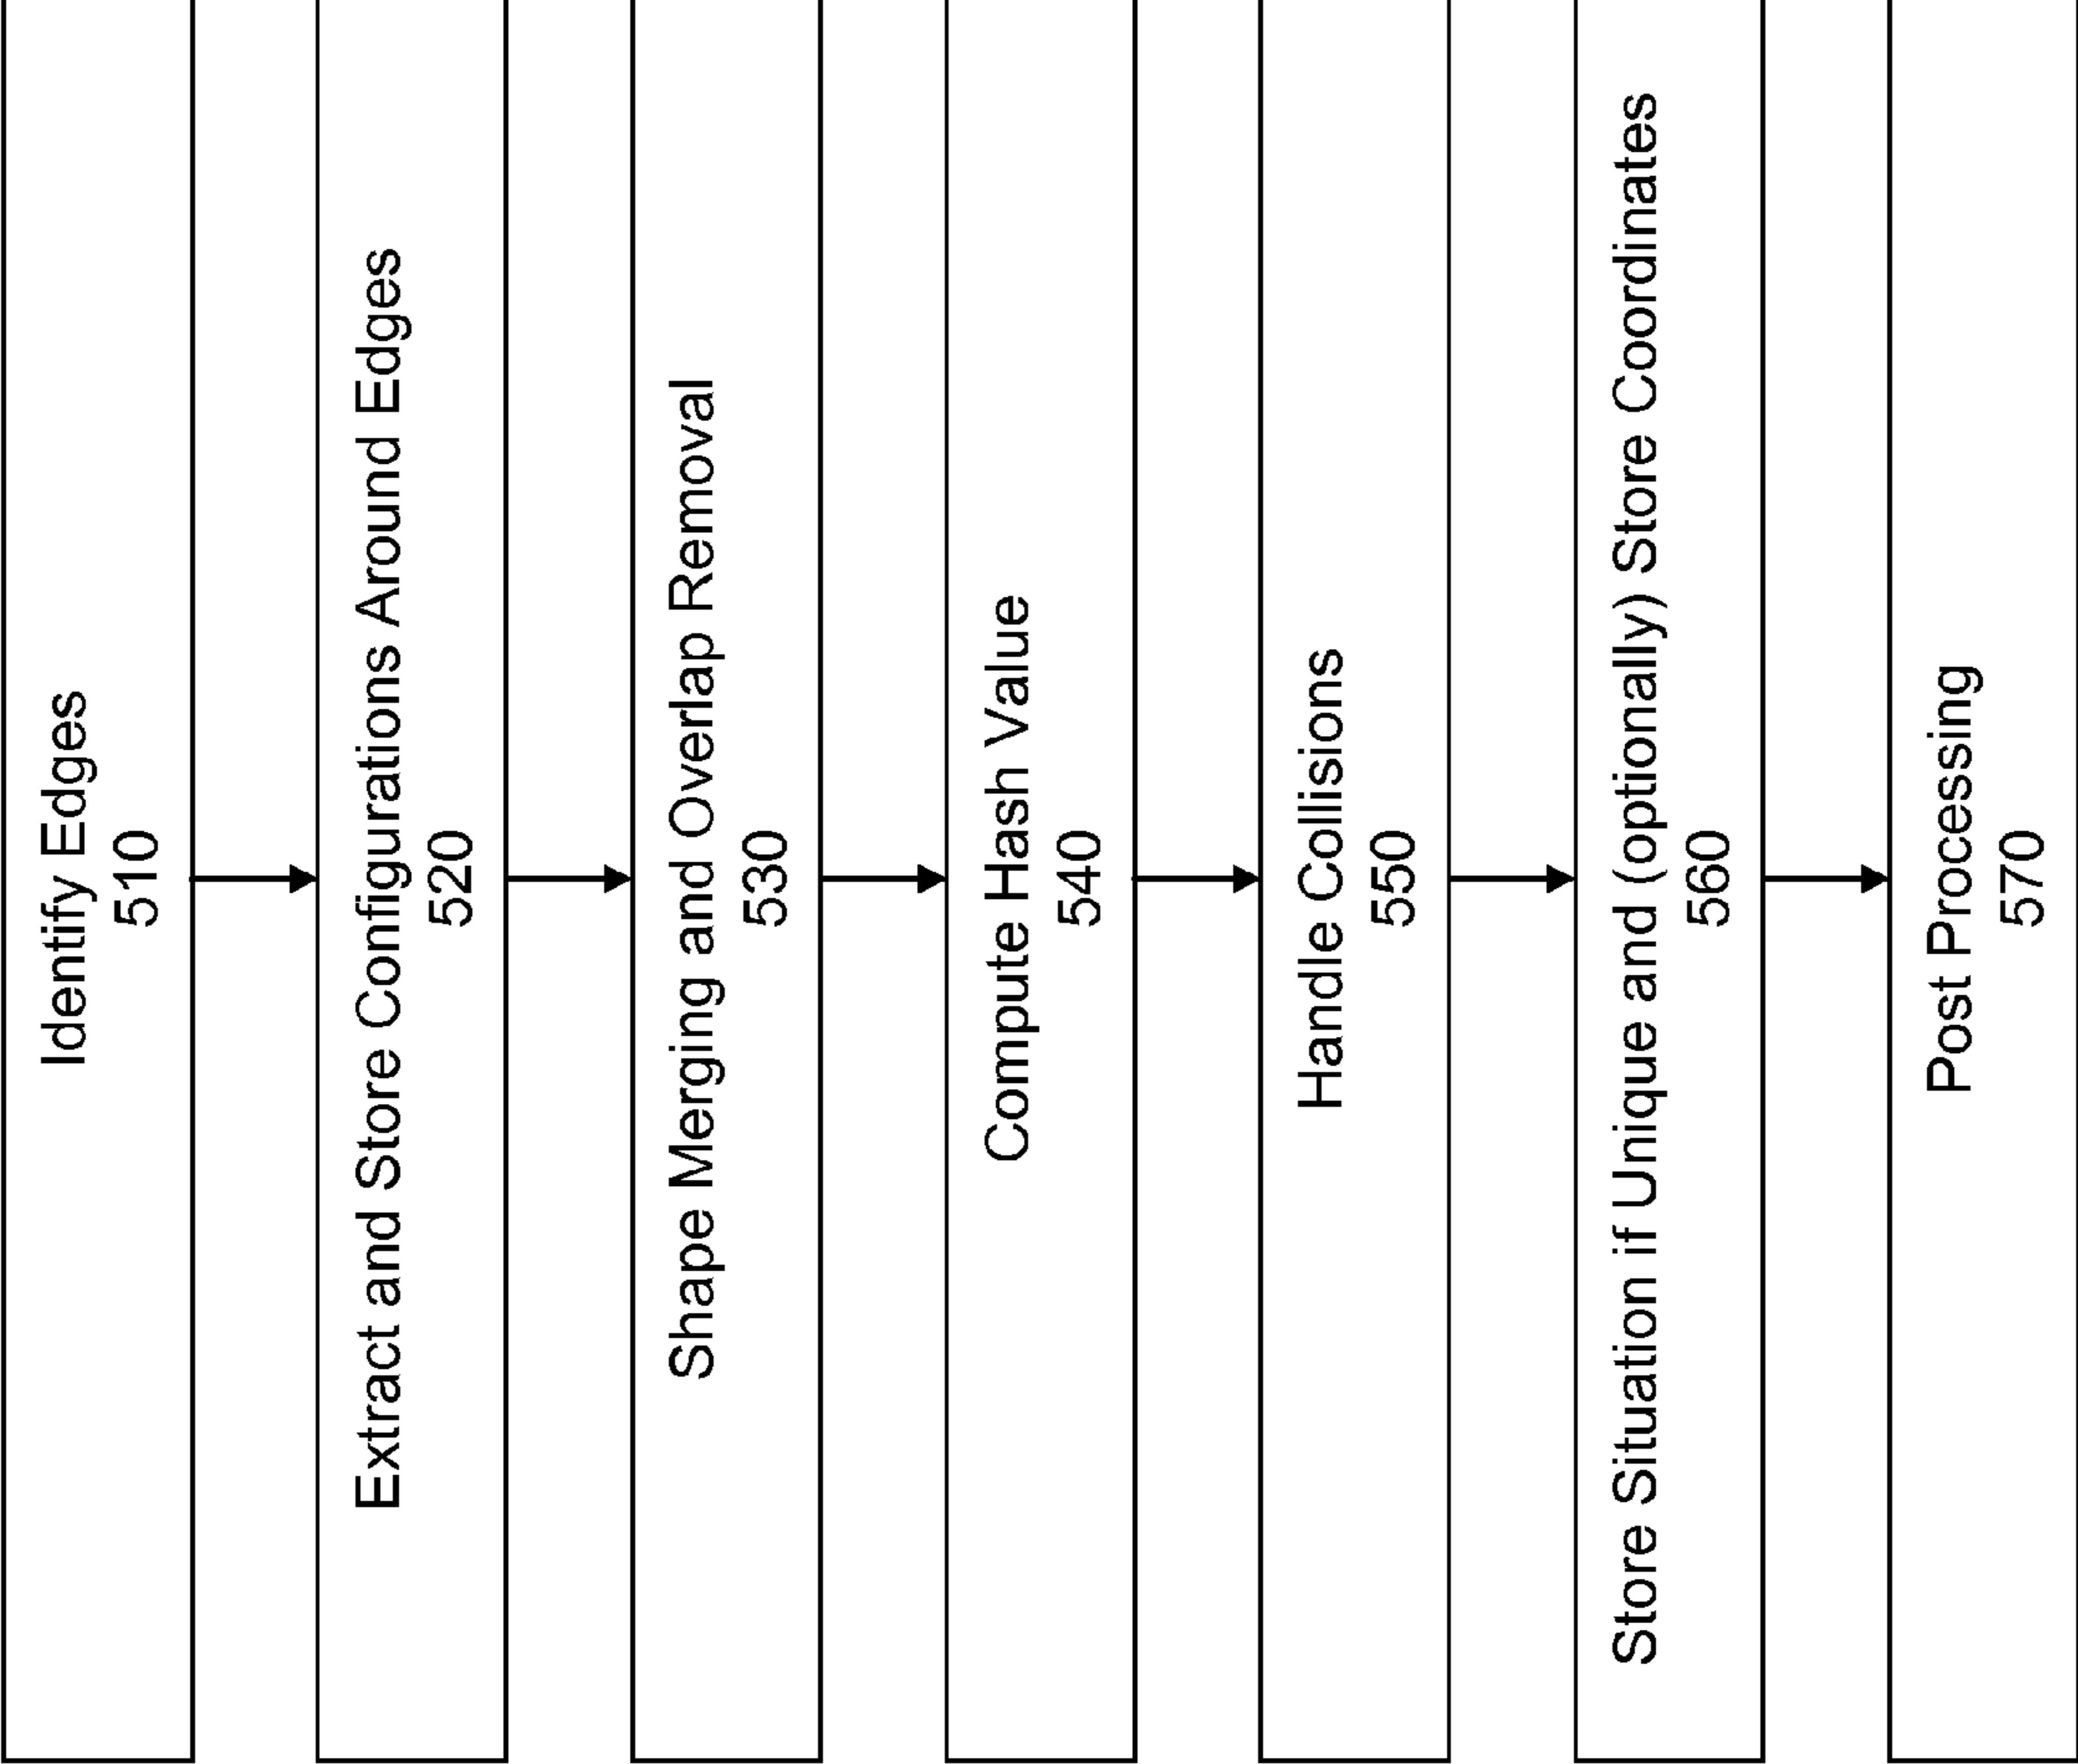 Identify Edges
510
Extract and Store Configurations Around Edges
520
Shape Merging and Overlap Removal
530
Compute Hash Value
540
Handle Collisions
550
Store Situation if Unique and (optionally) Store Coordinates
560
Post Processing
570